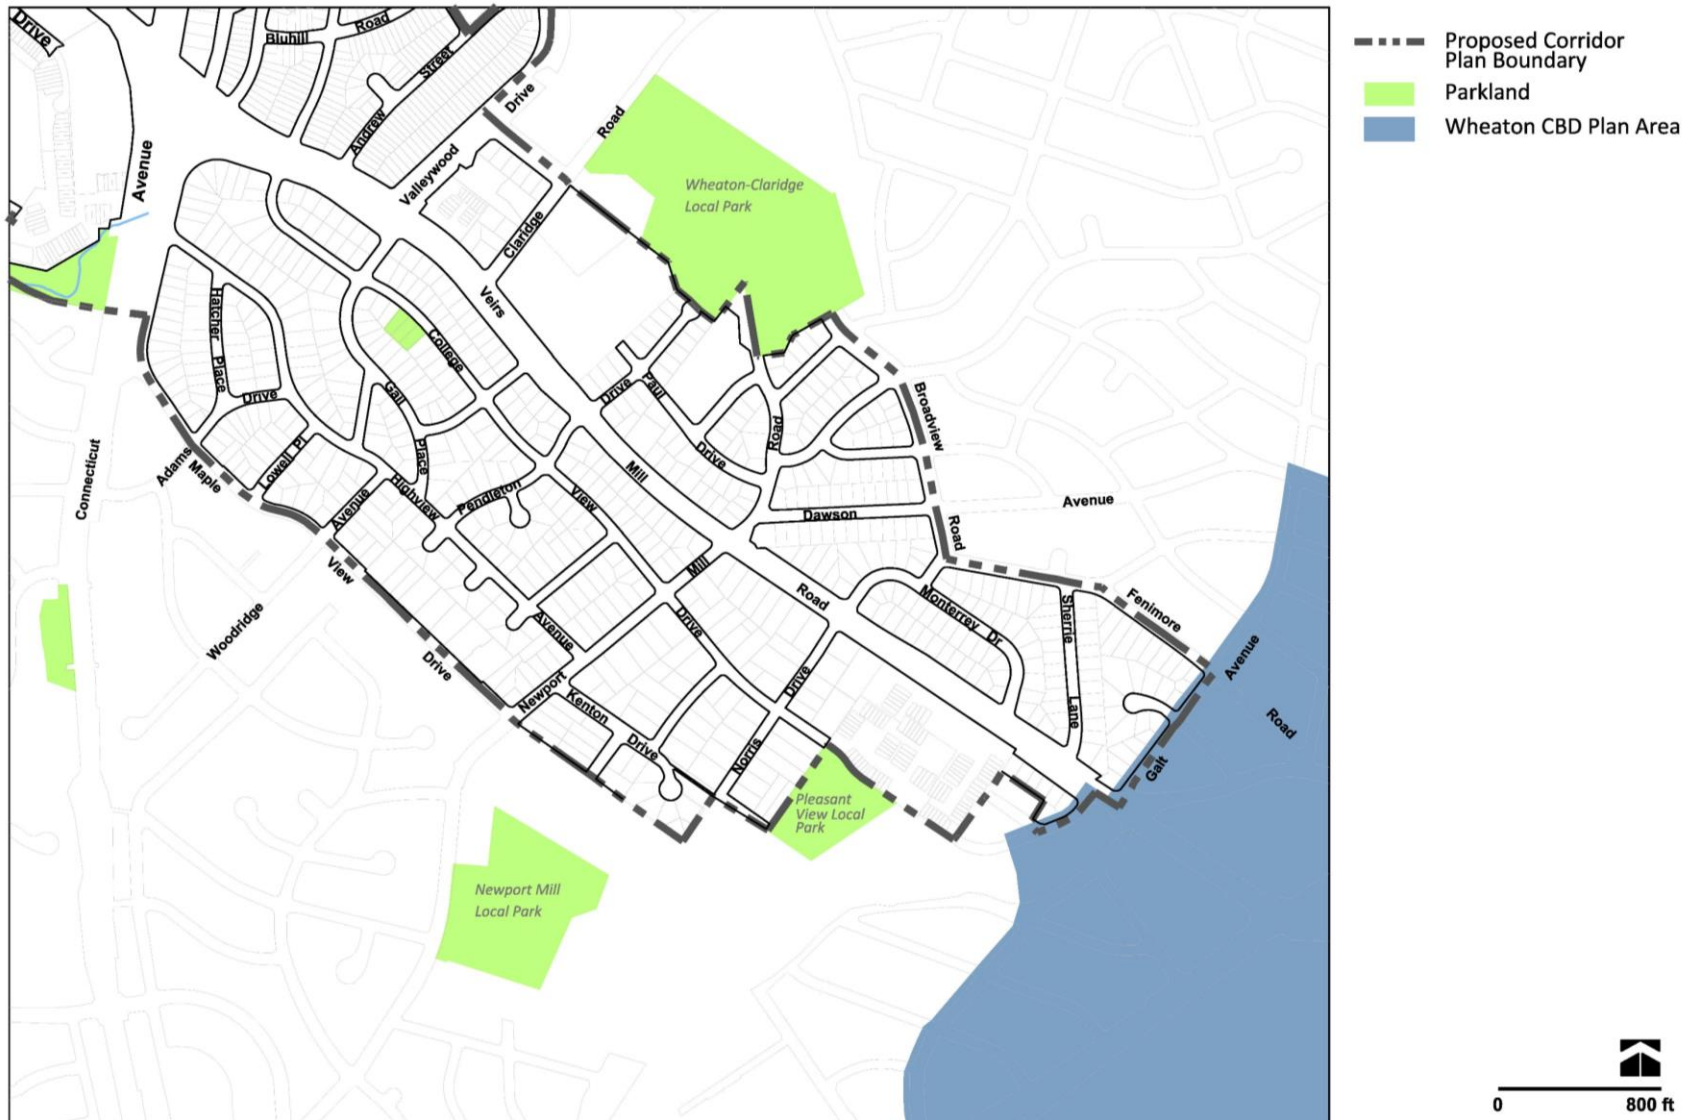 Drive
Bluhill
Road
Street
Andrew
Avenue
Drive
Road
Valleywood
Claridge
Wheaton-Claridge
Local Park
Veirs
Hatcher
Place
Drive
College
Gail
Place
Drive
Paul
Drive
Road
Broadview
Connecticut
Adams
Maple
Lowell Pl
Avenue
Highview
Pendleton
View
Mill
Dawson
Avenue
Road
View
Woodridge
Drive
Avenue
Mill
Drive
Road
Monterrey Dr
Sherrie
Lane
Fenimore
Avenue
Road
Galt
Newport
Kenton
Drive
Norris
Drive
Pleasant
View Local
Park
Newport Mill
Local Park
Proposed Corridor
Plan Boundary
Parkland
Wheaton CBD Plan Area
0 800 ft